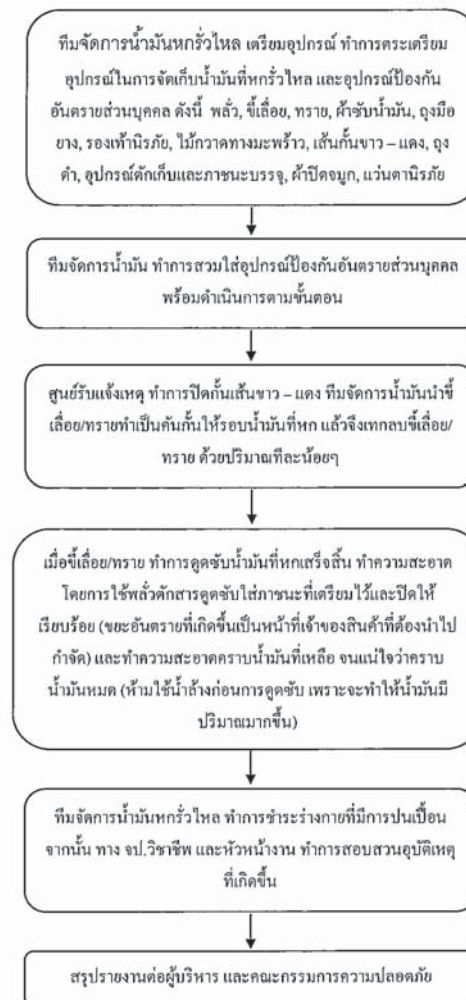 ทีมจัดการน้ำมันหกรั่วไหล เตรียมอุปกรณ์ ทำการตระเตรียม
อุปกรณ์ในการจัดเก็บน้ำมันที่หกรั่วไหล และอุปกรณ์ป้องกัน
อันตรายส่วนบุคคล ดังนี้ พลั่ว, ขี้เลื่อย, ทราย, ผ้าซับน้ำมัน, ถุงมือ
ยาง, รองเท้านิรภัย, ไม้กวาดทางมะพร้าว, เส้นกั้นขาว – แดง, ถุง
ดำ, อุปกรณ์ตักเก็บและภาชนะบรรจุ, ผ้าปิดจมูก, แว่นตานิรภัย
ทีมจัดการน้ำมัน ทำการสวมใส่อุปกรณ์ป้องกันอันตรายส่วนบุคคล
พร้อมดำเนินการตามขั้นตอน
ศูนย์รับแจ้งเหตุ ทำการปิดกั้นเส้นขาว – แดง ทีมจัดการน้ำมันนำขี้
เลื่อย/ทรายทำเป็นคันกั้นให้รอบน้ำมันที่หก แล้วจึงเทกลบขี้เลื่อย/
ทราย ด้วยปริมาณทีละน้อยๆ
เมื่อขี้เลื่อย/ทราย ทำการดูดซับน้ำมันที่หกเสร็จสิ้น ทำความสะอาด
โดยการใช้พลั่วตักสารดูดซับใส่ภาชนะที่เตรียมไว้และปิดให้
เรียบร้อย (ขยะอันตรายที่เกิดขึ้นเป็นหน้าที่เจ้าของสินค้าที่ต้องนำไป
กำจัด) และทำความสะอาดคราบน้ำมันที่เหลือ จนแน่ใจว่าคราบ
น้ำมันหมด (ห้ามใช้น้ำล้างก่อนการดูดซับ เพราะจะทำให้น้ำมันมี
ปริมาณมากขึ้น)
ทีมจัดการน้ำมันหกรั่วไหล ทำการชำระร่างกายที่มีการปนเปื้อน
จากนั้น ทาง จป.วิชาชีพ และหัวหน้างาน ทำการสอบสวนอุบัติเหตุ
ที่เกิดขึ้น
สรุปรายงานต่อผู้บริหาร และคณะกรรมการความปลอดภัย